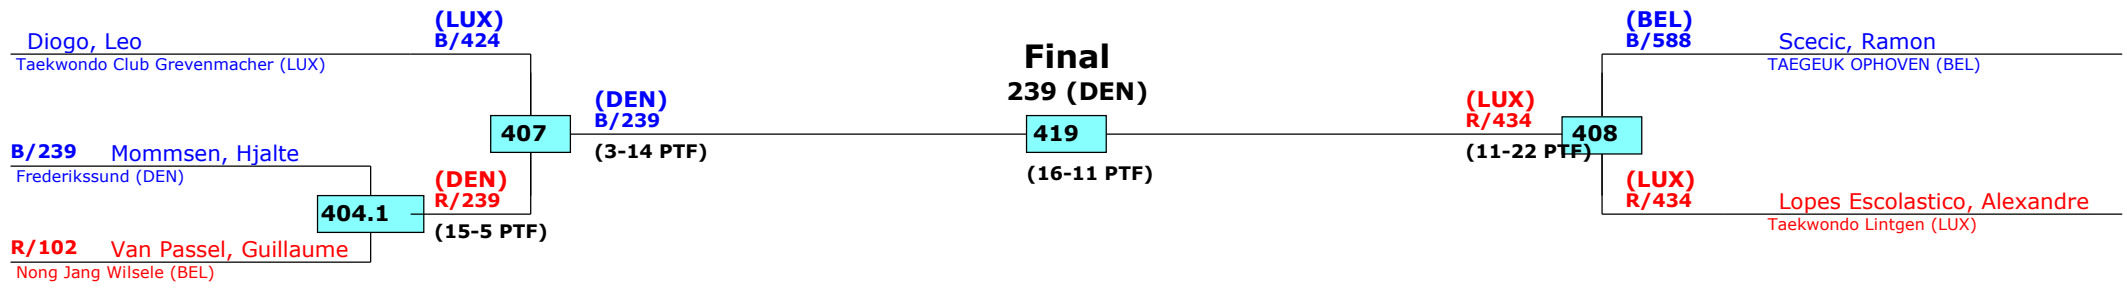 (LUX)
B/424
Diogo, Leo
Taekwondo Club Grevenmacher (LUX)
B/239 Mommsen, Hjalte
Frederikssund (DEN)
404.1
R/102 Van Passel, Guillaume
Nong Jang Wilsele (BEL)
(DEN)
R/239
(15-5 PTF)
407
(DEN)
B/239
(3-14 PTF)
Final
239 (DEN)
419
(16-11 PTF)
(LUX)
R/434
(11-22 PTF)
408
(BEL)
B/588
Scecic, Ramon
TAEGEUK OPHOVEN (BEL)
(LUX)
R/434
Lopes Escolastico, Alexandre
Taekwondo Lintgen (LUX)